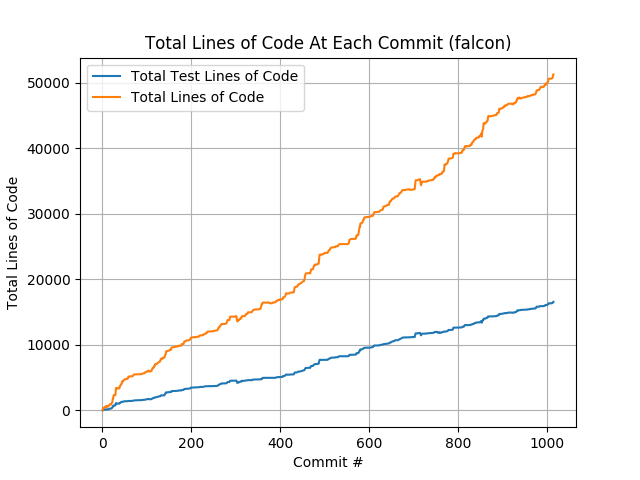 Total Lines of Code At Each Commit (falcon)
Total Test Lines of Code
Total Lines of Code
50000
40000
30000
20000
10000
0
Total Lines of Code
0 200 400 600 800 1000
Commit #